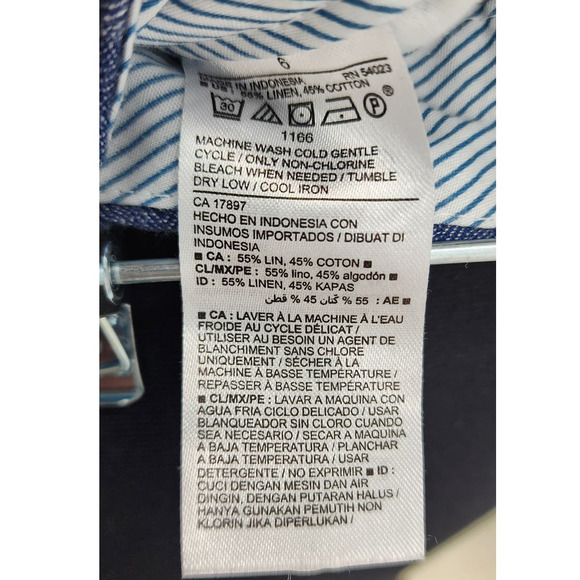 6
IN INDONESIA RN 54023
■ US: 55% LINEN, 45% COTTON ■
30 P
1166
MACHINE WASH COLD GENTLE
CYCLE / ONLY NON-CHLORINE
BLEACH WHEN NEEDED / TUMBLE
DRY LOW / COOL IRON
CA 17897
HECHO EN INDONESIA CON
INSUMOS IMPORTADOS / DIBUAT DI
INDONESIA
■ CA : 55% LIN, 45% COTON ■
CL/MX/PE : 55% lino, 45% algodón ■
ID : 55% LINEN, 45% KAPAS
AE : 55 % كتان 45 % قطن
■ CA : LAVER À LA MACHINE À L'EAU
FROIDE AU CYCLE DÉLICAT /
UTILISER AU BESOIN UN AGENT DE
BLANCHIMENT SANS CHLORE
UNIQUEMENT / SÉCHER À LA
MACHINE À BASSE TEMPÉRATURE /
REPASSER À BASSE TEMPÉRATURE
■ CL/MX/PE : LAVAR A MAQUINA CON
AGUA FRIA CICLO DELICADO / USAR
BLANQUEADOR SIN CLORO CUANDO
SEA NECESARIO / SECAR A MAQUINA
A BAJA TEMPERATURA / PLANCHAR
A BAJA TEMPERATURA / USAR
DETERGENTE / NO EXPRIMIR ■ ID :
CUCI DENGAN MESIN DAN AIR
DINGIN, DENGAN PUTARAN HALUS /
HANYA GUNAKAN PEMUTIH NON
KLORIN JIKA DIPERLUKAN /